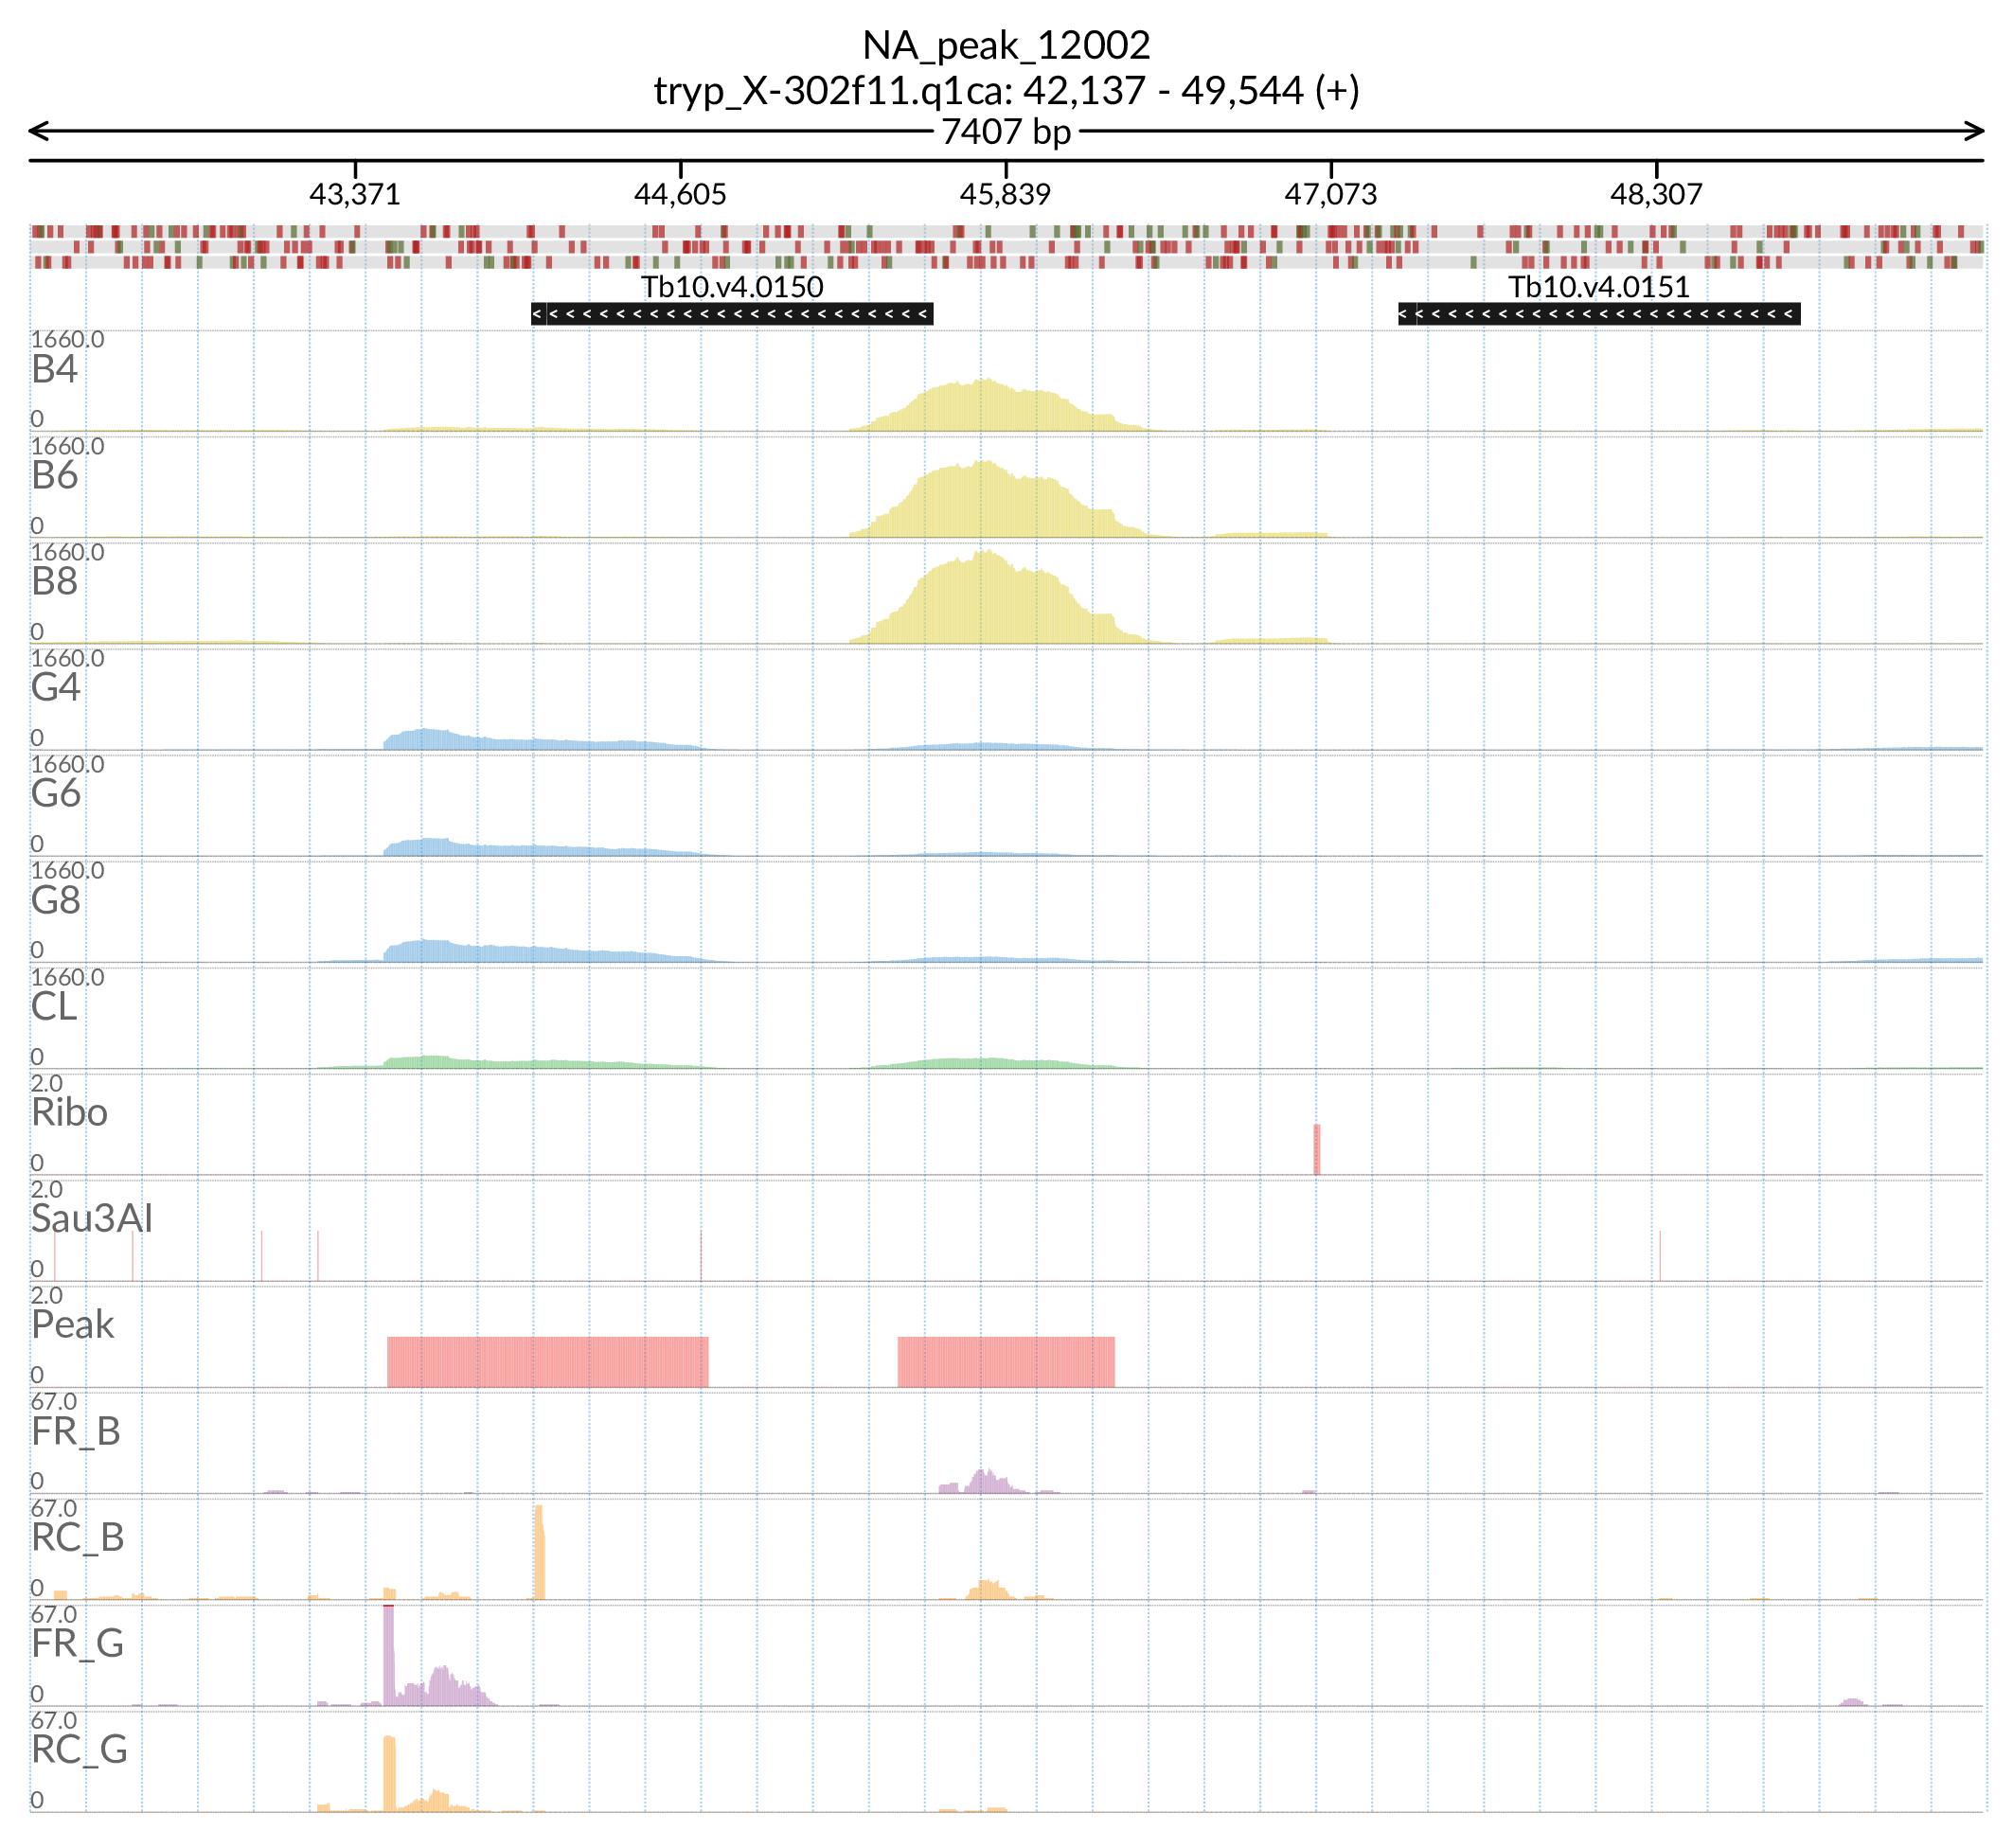 NA_peak_12002
tryp_X-302f11.q1ca: 42,137 - 49,544 (+)
7407 bp
43,371 44,605 45,839 47,073 48,307
Tb10.v4.0150 Tb10.v4.0151
1660.0
B4
0
1660.0
B6
0
1660.0
B8
0
1660.0
G4
0
1660.0
G6
0
1660.0
G8
0
1660.0
CL
0
2.0
Ribo
0
2.0
Sau3AI
0
2.0
Peak
0
67.0
FR_B
0
67.0
RC_B
0
67.0
FR_G
0
67.0
RC_G
0